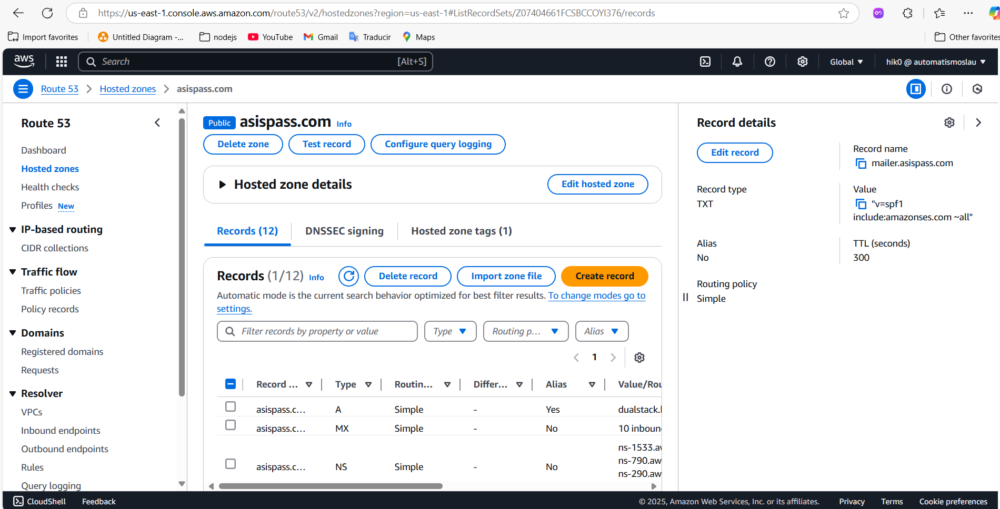 https://us-east-1.console.aws.amazon.com/route53/v2/hostedzones?region=us-east-1#ListRecordSets/Z07404661FCSBCCOYI376/records
Import favorites
Untitled Diagram -...
nodejs
YouTube
Gmail
Traducir
Maps
Other favorites
aws
Search
[Alt+S]
Global
hik0 @ automatismoslau
Route 53
Hosted zones
asispass.com
Route 53
Dashboard
Hosted zones
Health checks
Profiles New
IP-based routing
CIDR collections
Traffic flow
Traffic policies
Policy records
Domains
Registered domains
Requests
Resolver
VPCs
Inbound endpoints
Outbound endpoints
Rules
Query logging
Public asispass.com Info
Delete zone
Test record
Configure query logging
Hosted zone details
Edit hosted zone
Records (12)
DNSSEC signing
Hosted zone tags (1)
Records (1/12) Info
Delete record
Import zone file
Create record
Automatic mode is the current search behavior optimized for best filter results. To change modes go to
settings.
Filter records by property or value
Type
Routing p...
Alias
1
Record ... Type Routin... Differ... Alias Value/Rou
asispass.c... A Simple - Yes dualstack.
asispass.c... MX Simple - No 10 inboun
asispass.c... NS Simple - No
ns-1533.aw
ns-790.aw
ns-290.aw
Record details
Edit record
Record name
mailer.asispass.com
Record type
TXT
Value
"v=spf1
include:amazonses.com ~all"
Alias
No
TTL (seconds)
300
Routing policy
Simple
CloudShell
Feedback
© 2025, Amazon Web Services, Inc. or its affiliates.
Privacy
Terms
Cookie preferences